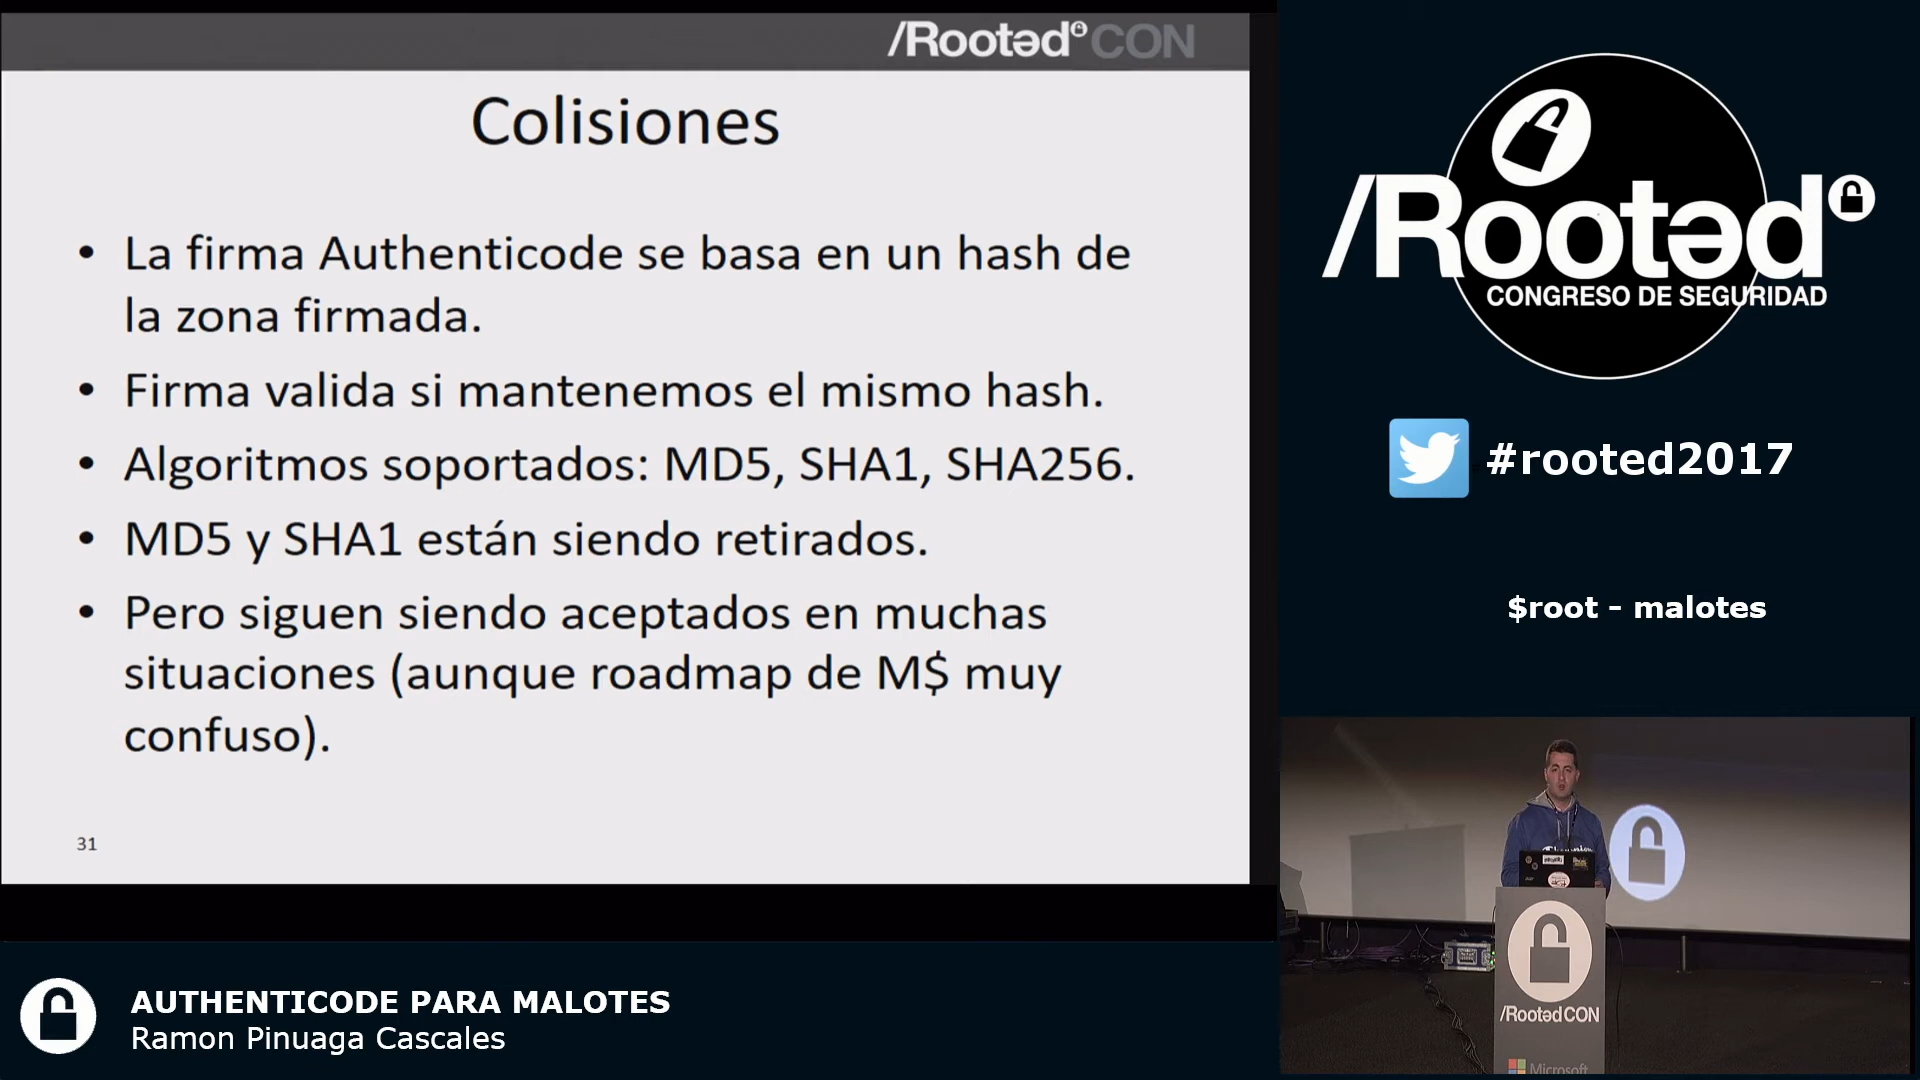 /Rootəd CON
Colisiones
• La firma Authenticode se basa en un hash de
la zona firmada.
• Firma valida si mantenemos el mismo hash.
• Algoritmos soportados: MD5, SHA1, SHA256.
• MD5 y SHA1 están siendo retirados.
• Pero siguen siendo aceptados en muchas
situaciones (aunque roadmap de M$ muy
confuso).
31
/Rootəd
CONGRESO DE SEGURIDAD
#rooted2017
$root - malotes
/Rootəd CON
Microsoft
AUTHENTICODE PARA MALOTES
Ramon Pinuaga Cascales